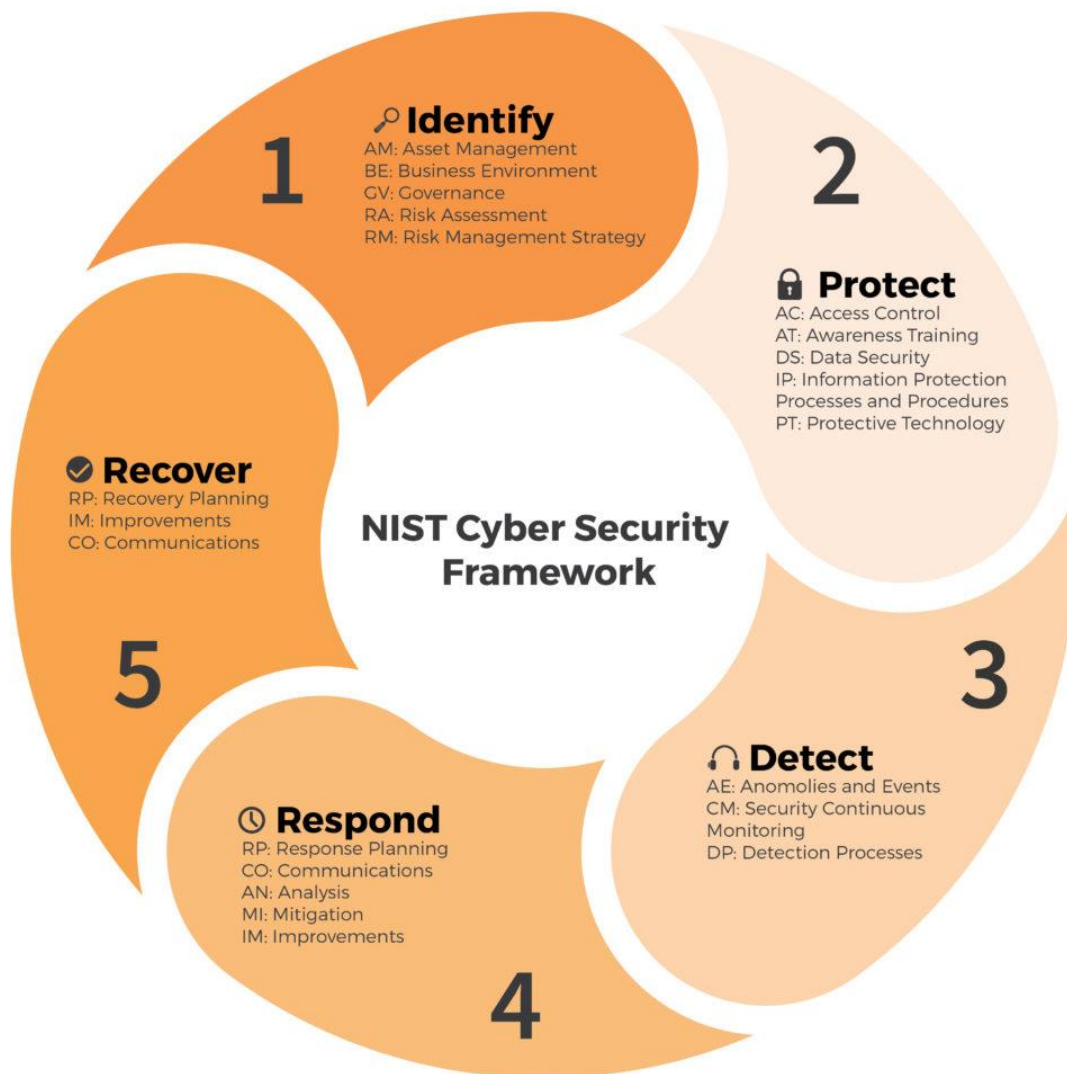 1
Identify
AM: Asset Management
BE: Business Environment
GV: Governance
RA: Risk Assessment
RM: Risk Management Strategy
2
Protect
AC: Access Control
AT: Awareness Training
DS: Data Security
IP: Information Protection
Processes and Procedures
PT: Protective Technology
3
Detect
AE: Anomolies and Events
CM: Security Continuous
Monitoring
DP: Detection Processes
4
Respond
RP: Response Planning
CO: Communications
AN: Analysis
MI: Mitigation
IM: Improvements
5
Recover
RP: Recovery Planning
IM: Improvements
CO: Communications
NIST Cyber Security
Framework